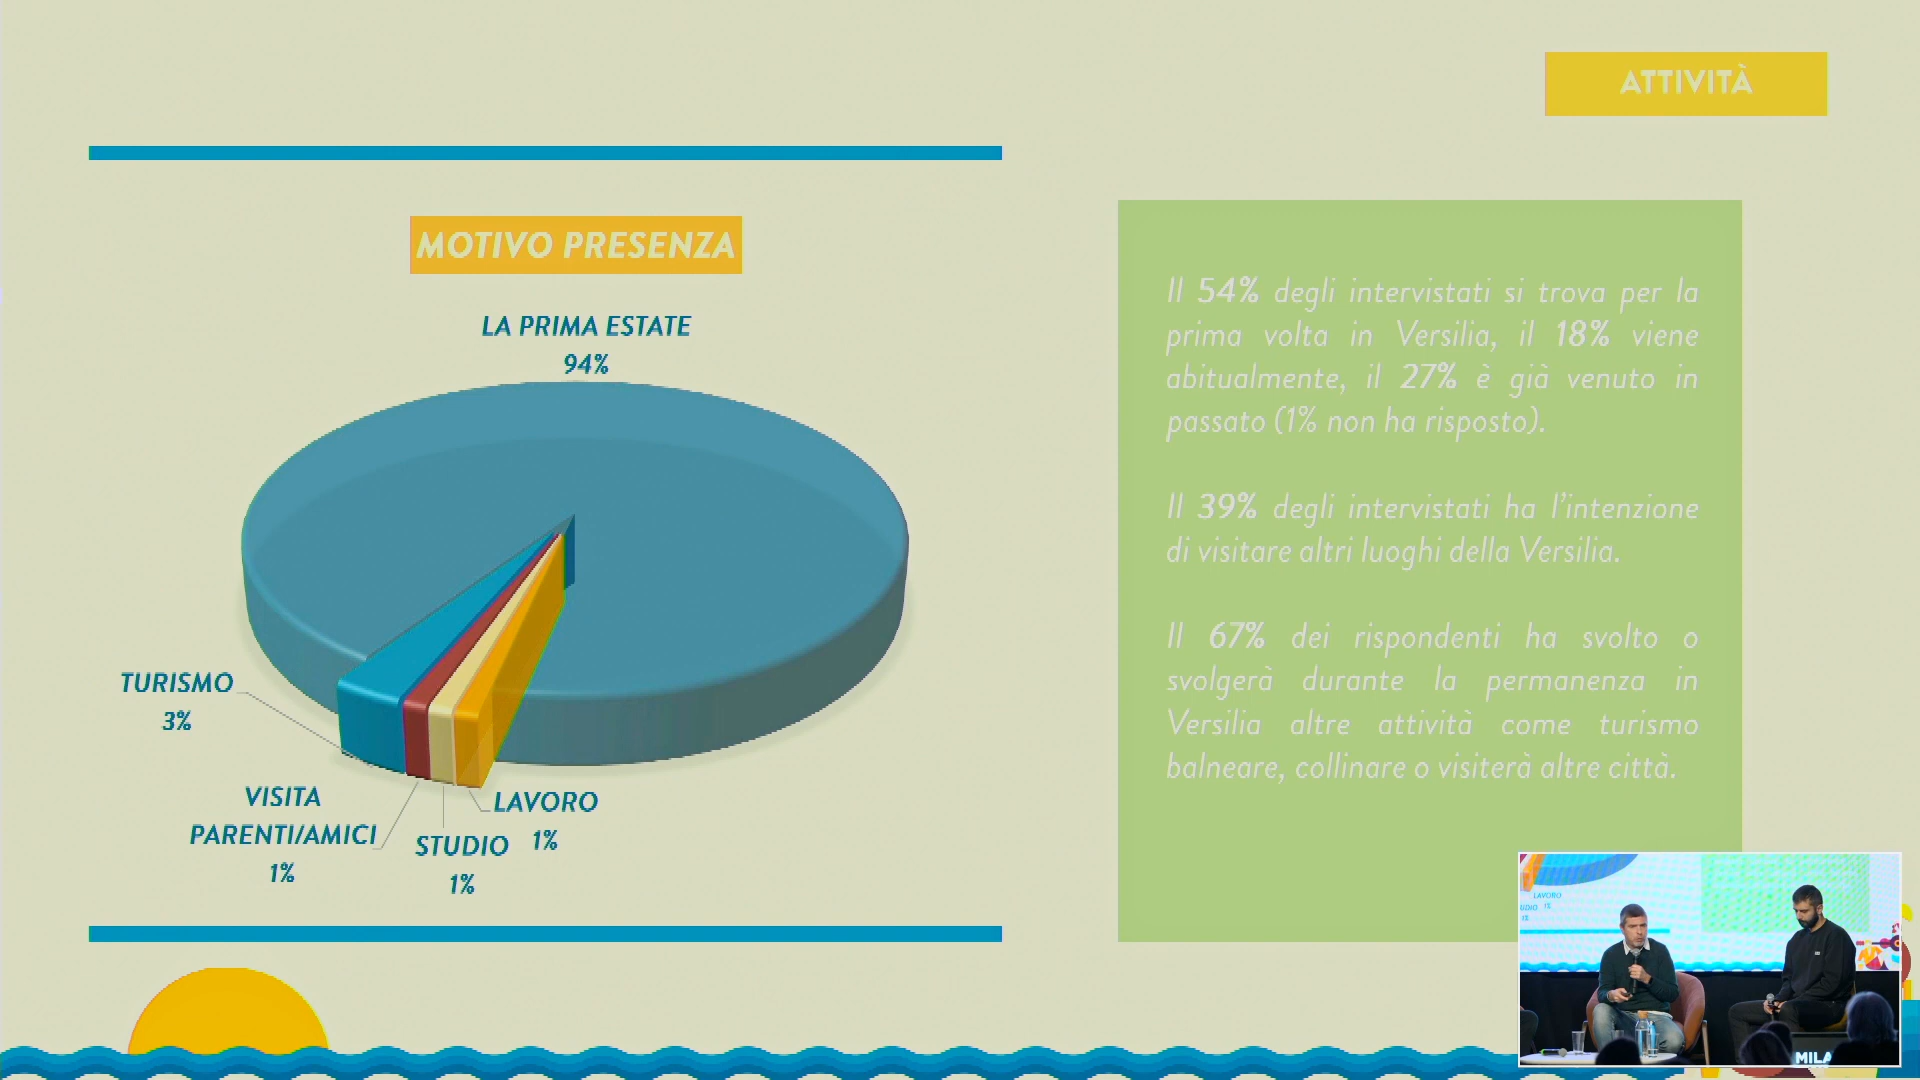 ATTIVITÀ
MOTIVO PRESENZA
LA PRIMA ESTATE
94%
TURISMO
3%
VISITA
PARENTI/AMICI
1%
STUDIO
1%
LAVORO
1%
Il 54% degli intervistati si trova per la
prima volta in Versilia, il 18% viene
abitualmente, il 27% è già venuto in
passato (1% non ha risposto).
Il 39% degli intervistati ha l'intenzione
di visitare altri luoghi della Versilia.
Il 67% dei rispondenti ha svolto o
svolgerà durante la permanenza in
Versilia altre attività come turismo
balneare, collinare o visiterà altre città.
LAVORO
1%
MILA